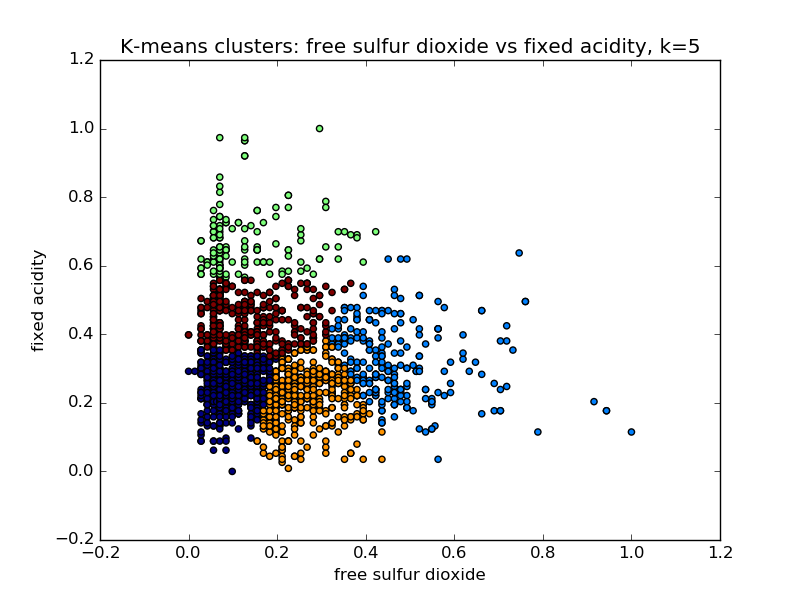 K-means clusters: free sulfur dioxide vs fixed acidity, k=5
1.2
1.0
0.8
0.6
0.4
0.2
0.0
−0.2
fixed acidity
−0.2 0.0 0.2 0.4 0.6 0.8 1.0 1.2
free sulfur dioxide